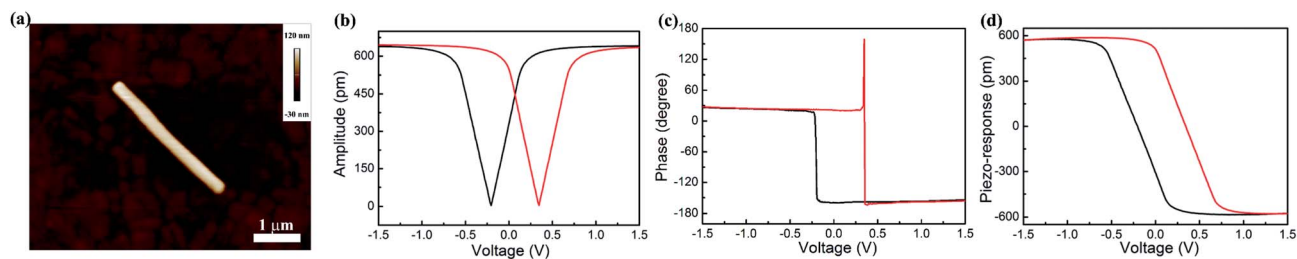 (a)
120 nm
-30 nm
1 μm
(b)
600
450
300
150
0
Amplitude (pm)
-1.5 -1.0 -0.5 0.0 0.5 1.0 1.5
Voltage (V)
(c)
180
120
60
0
-60
-120
-180
Phase (degree)
-1.5 -1.0 -0.5 0.0 0.5 1.0 1.5
Voltage (V)
(d)
600
300
0
-300
-600
Piezo-response (pm)
-1.5 -1.0 -0.5 0.0 0.5 1.0 1.5
Voltage (V)